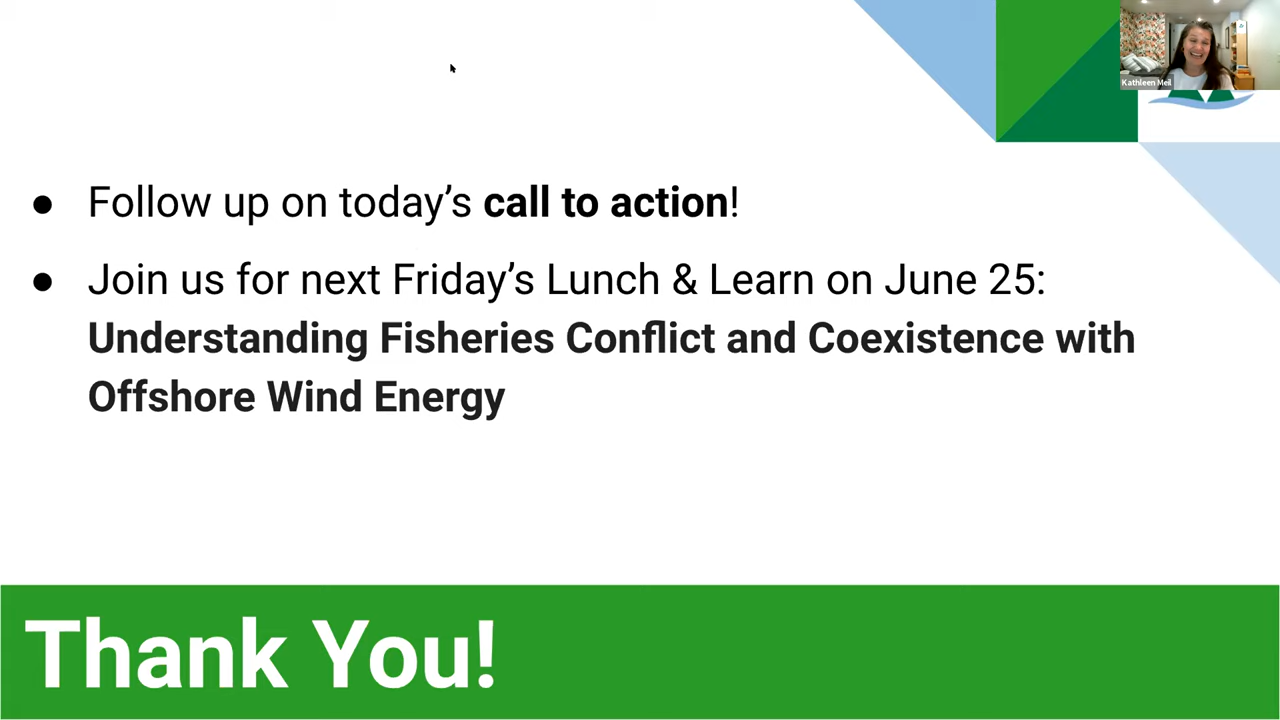 Kathleen Meil
● Follow up on today’s call to action!
● Join us for next Friday’s Lunch & Learn on June 25:
Understanding Fisheries Conflict and Coexistence with
Offshore Wind Energy
Thank You!